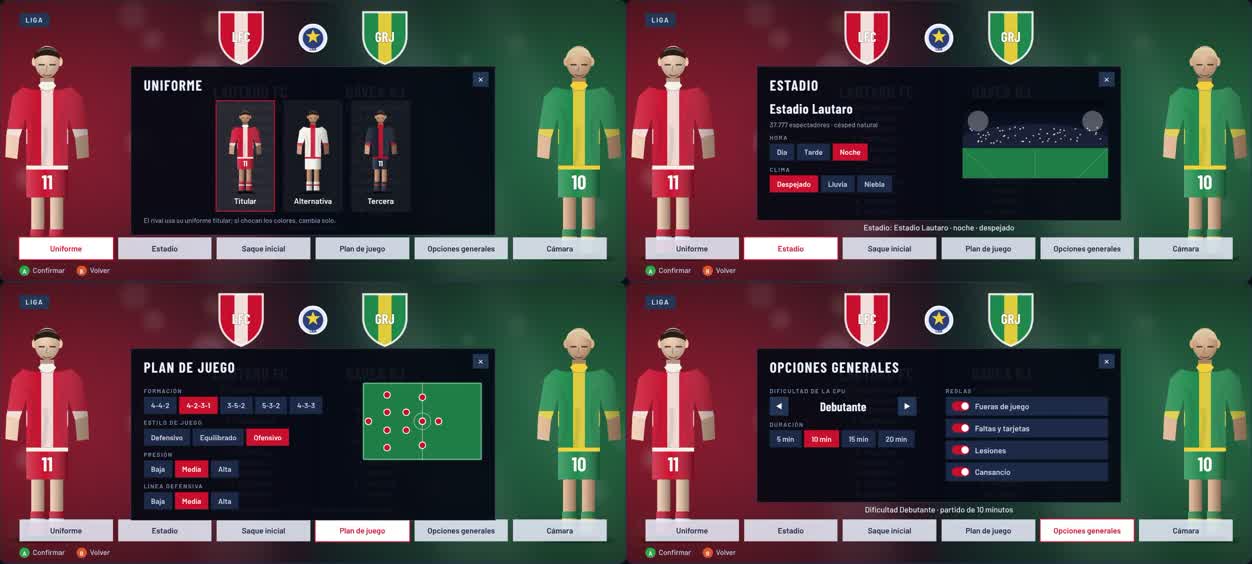 LIGA
LFC
GRJ
UNIFORME
×
11
11
11
11
10
Titular
Alternativa
Tercera
El rival usa su uniforme titular; si chocan los colores, cambia solo.
Uniforme
Estadio
Saque inicial
Plan de juego
Opciones generales
Cámara
A Confirmar
B Volver
LIGA
LFC
GRJ
ESTADIO
×
Estadio Lautaro
37.777 espectadores · césped natural
HORA
Día
Tarde
Noche
CLIMA
Despejado
Lluvia
Niebla
11
10
Estadio: Estadio Lautaro · noche · despejado
Uniforme
Estadio
Saque inicial
Plan de juego
Opciones generales
Cámara
A Confirmar
B Volver
LIGA
LFC
GRJ
PLAN DE JUEGO
×
FORMACIÓN
4-4-2
4-2-3-1
3-5-2
5-3-2
4-3-3
ESTILO DE JUEGO
Defensivo
Equilibrado
Ofensivo
PRESIÓN
Baja
Media
Alta
LÍNEA DEFENSIVA
Baja
Media
Alta
11
10
Uniforme
Estadio
Saque inicial
Plan de juego
Opciones generales
Cámara
A Confirmar
B Volver
LIGA
LFC
GRJ
OPCIONES GENERALES
×
DIFICULTAD DE LA CPU
Debutante
DURACIÓN
5 min
10 min
15 min
20 min
REGLAS
Fueras de juego
Faltas y tarjetas
Lesiones
Cansancio
11
10
Dificultad Debutante · partido de 10 minutos
Uniforme
Estadio
Saque inicial
Plan de juego
Opciones generales
Cámara
A Confirmar
B Volver